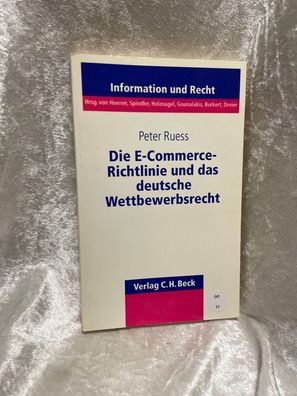 Information und Recht
Hrsg. von Hoeren, Spindler, Holznagel, Gounalakis, Burkert, Dreier
Peter Ruess
Die E-Commerce-
Richtlinie und das
deutsche
Wettbewerbsrecht
Verlag C. H. Beck